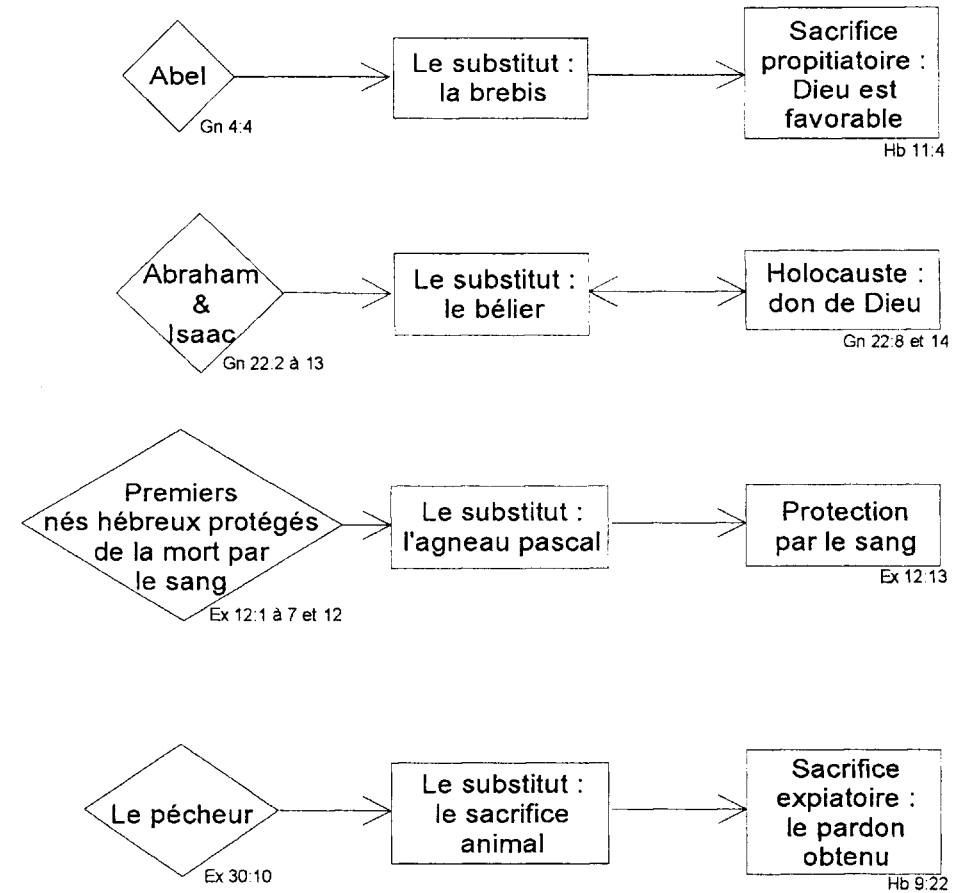 Abel
Gn 4:4
Le substitut :
la brebis
Sacrifice
propitiatoire :
Dieu est
favorable
Hb 11:4
Abraham
&
Isaac
Gn 22.2 à 13
Le substitut :
le bélier
Holocauste :
don de Dieu
Gn 22:8 et 14
Premiers
nés hébreux protégés
de la mort par
le sang
Ex 12:1 à 7 et 12
Le substitut :
l'agneau pascal
Protection
par le sang
Ex 12:13
Le pécheur
Ex 30:10
Le substitut :
le sacrifice
animal
Sacrifice
expiatoire :
le pardon
obtenu
Hb 9:22